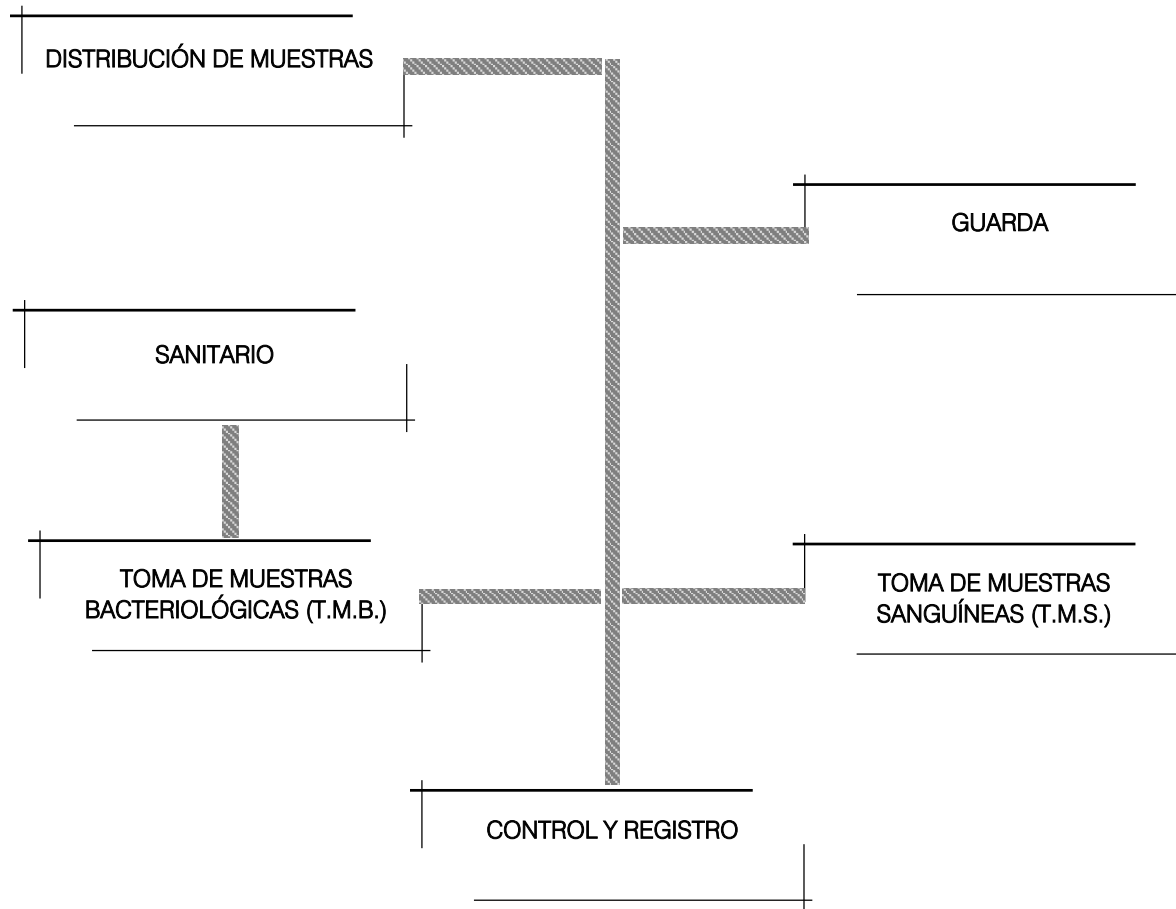 DISTRIBUCIÓN DE MUESTRAS
GUARDA
SANITARIO
TOMA DE MUESTRAS
BACTERIOLÓGICAS (T.M.B.)
TOMA DE MUESTRAS
SANGUÍNEAS (T.M.S.)
CONTROL Y REGISTRO